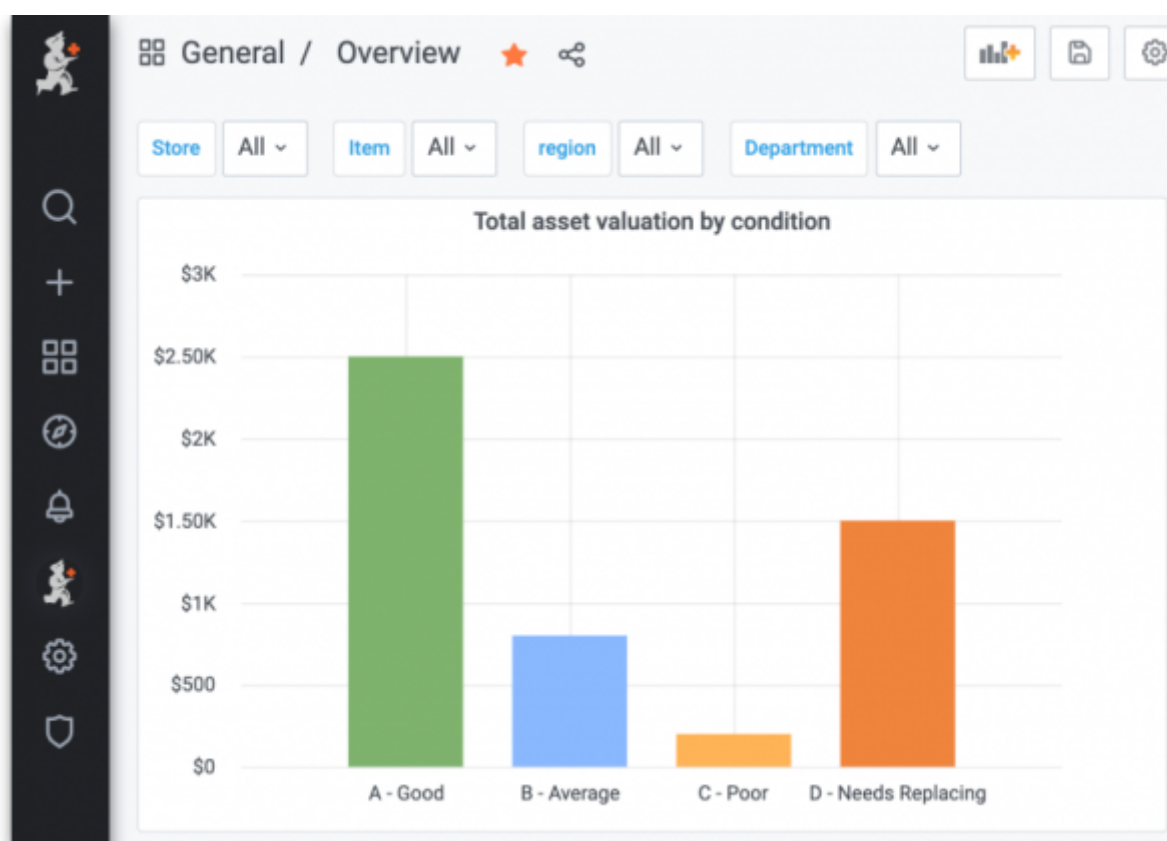 General / Overview
Store All Item All region All Department All
Total asset valuation by condition
$3K
$2.50K
$2K
$1.50K
$1K
$500
$0
A - Good B - Average C - Poor D - Needs Replacing